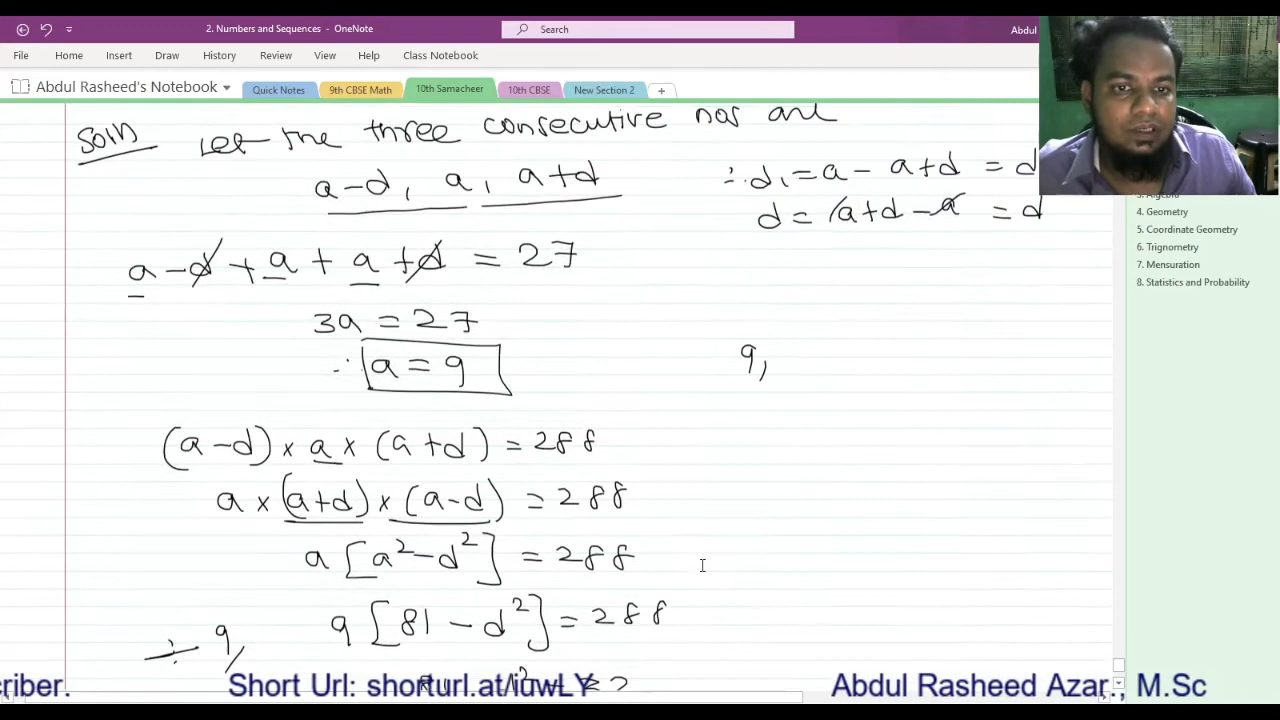 2. Numbers and Sequences - OneNote
Search
Abdul
File Home Insert Draw History Review View Help Class Notebook
Abdul Rasheed's Notebook
Quick Notes 9th CBSE Math 10th Samacheer 10th CBSE New Section 2 +
Soln Let the three consecutive nos are
a-d, a, a+d
∴ d₁ = a - a+d = d
d = a+d-a = d
a-d + a + a + d = 27
3a = 27
∴ a = 9
9,
(a-d) × a × (a+d) = 288
a × (a+d) × (a-d) = 288
a [a²-d²] = 288
÷ 9 9 [81 - d²] = 288
4. Geometry
5. Coordinate Geometry
6. Trignometry
7. Mensuration
8. Statistics and Probability
criber. Short Url: shorturl.at/iuwLY Abdul Rasheed Azar., M.Sc